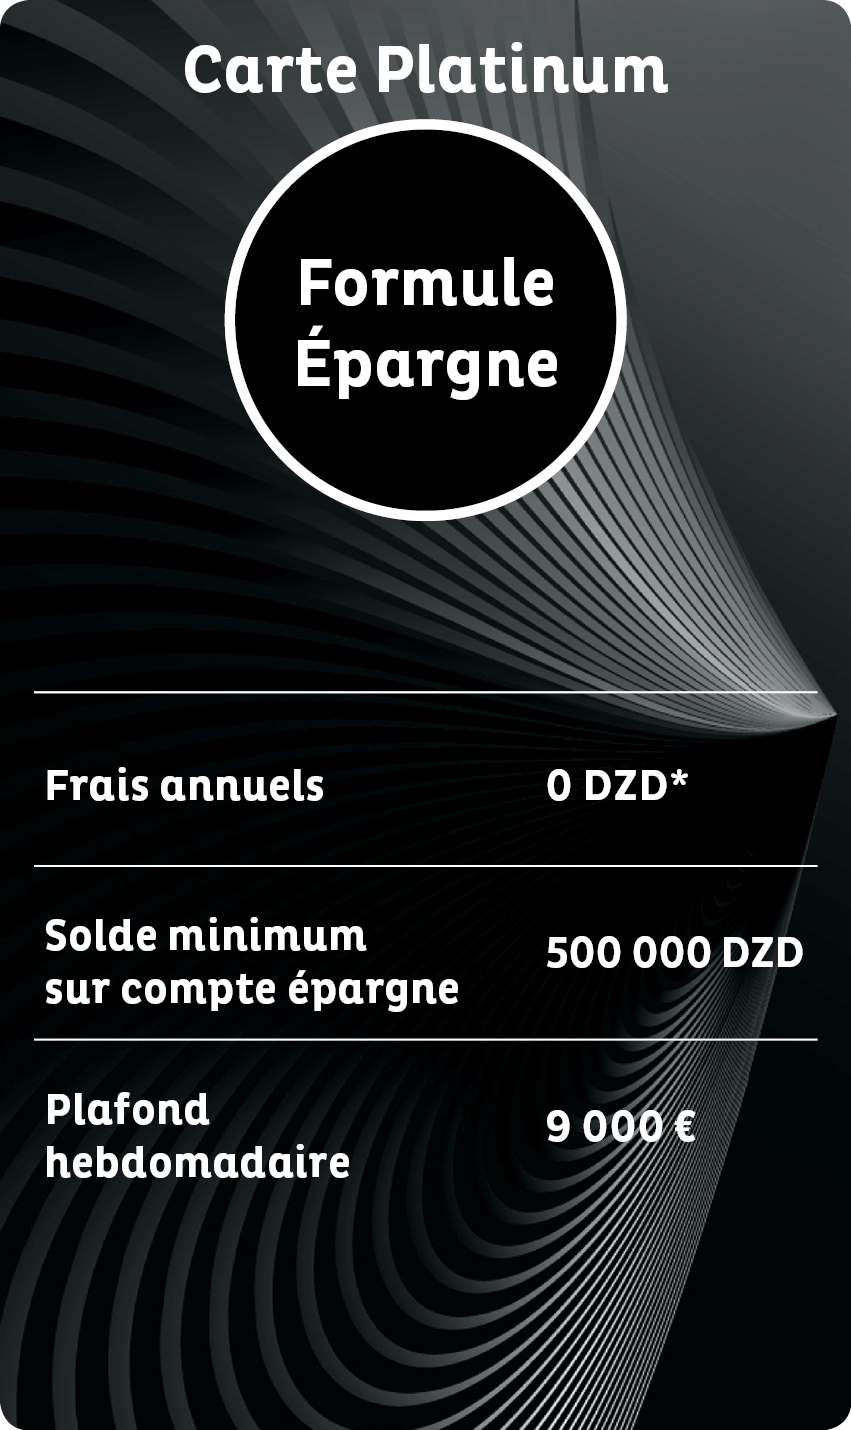 Carte Platinum
Formule
Épargne
Frais annuels 0 DZD*
Solde minimum
sur compte épargne 500 000 DZD
Plafond
hebdomadaire 9 000 €